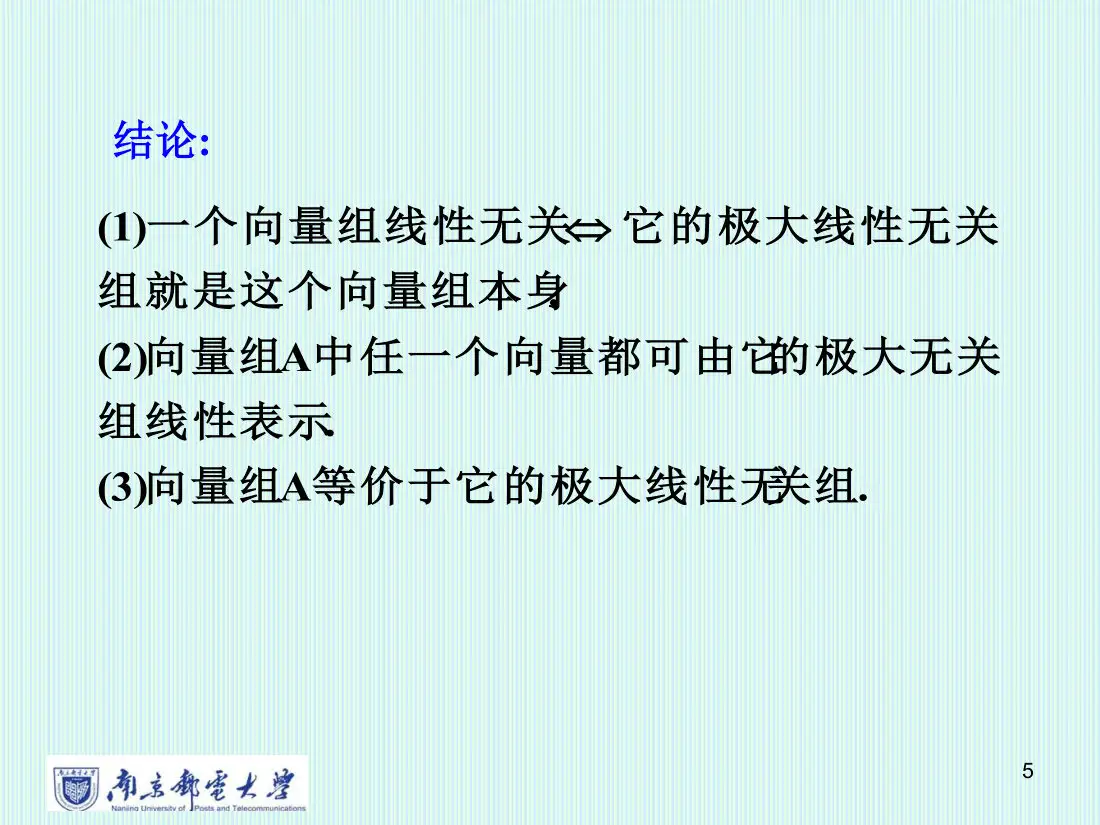 结论:
(1)一个向量组线性无关⇔ 它的极大线性无关
组就是这个向量组本身.
(2)向量组A中任一个向量都可由它的极大无关
组线性表示.
(3)向量组A等价于它的极大线性无关组.
南京邮电大学
Nanjing University of Posts and Telecommunications
5